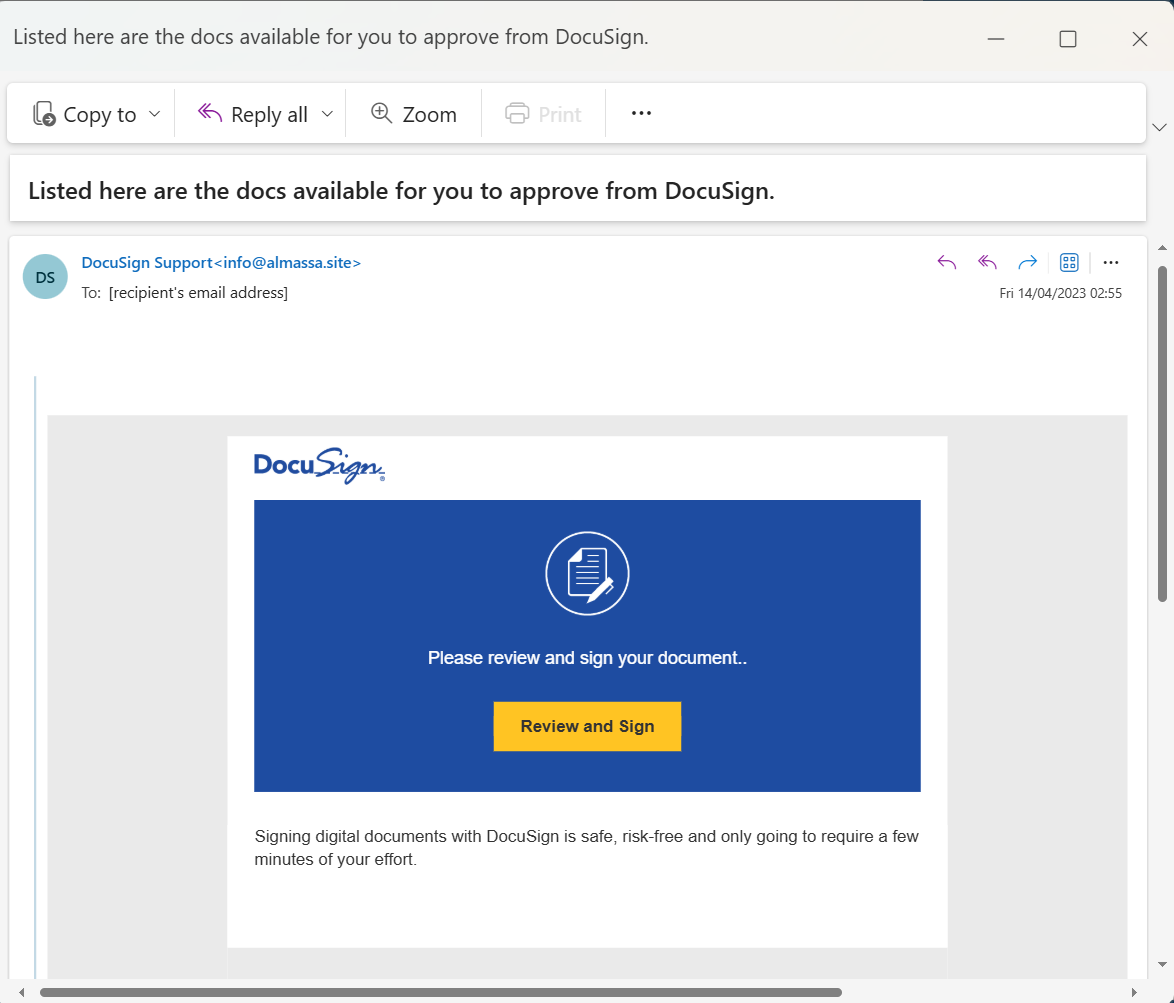 Listed here are the docs available for you to approve from DocuSign.
Copy to Reply all Zoom Print ...
Listed here are the docs available for you to approve from DocuSign.
DS DocuSign Support<info@almassa.site>
To: [recipient's email address]
Fri 14/04/2023 02:55
DocuSign®
Please review and sign your document..
Review and Sign
Signing digital documents with DocuSign is safe, risk-free and only going to require a few
minutes of your effort.